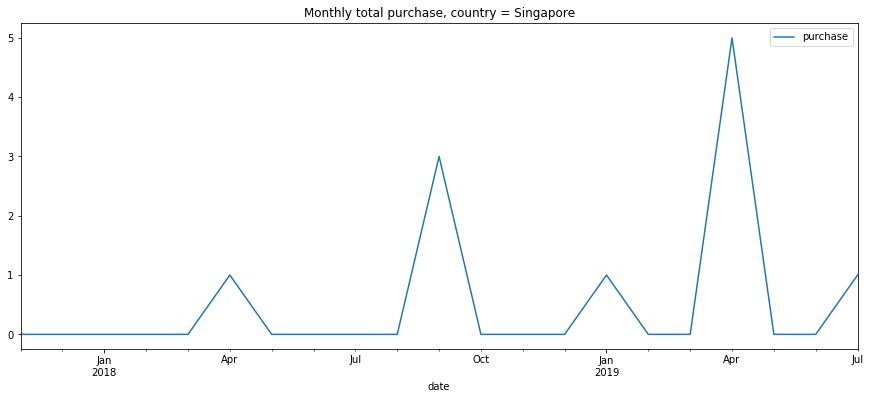 Monthly total purchase, country = Singapore
purchase
5
4
3
2
1
0
Jan
2018
Apr
Jul
Oct
Jan
2019
Apr
Jul
date